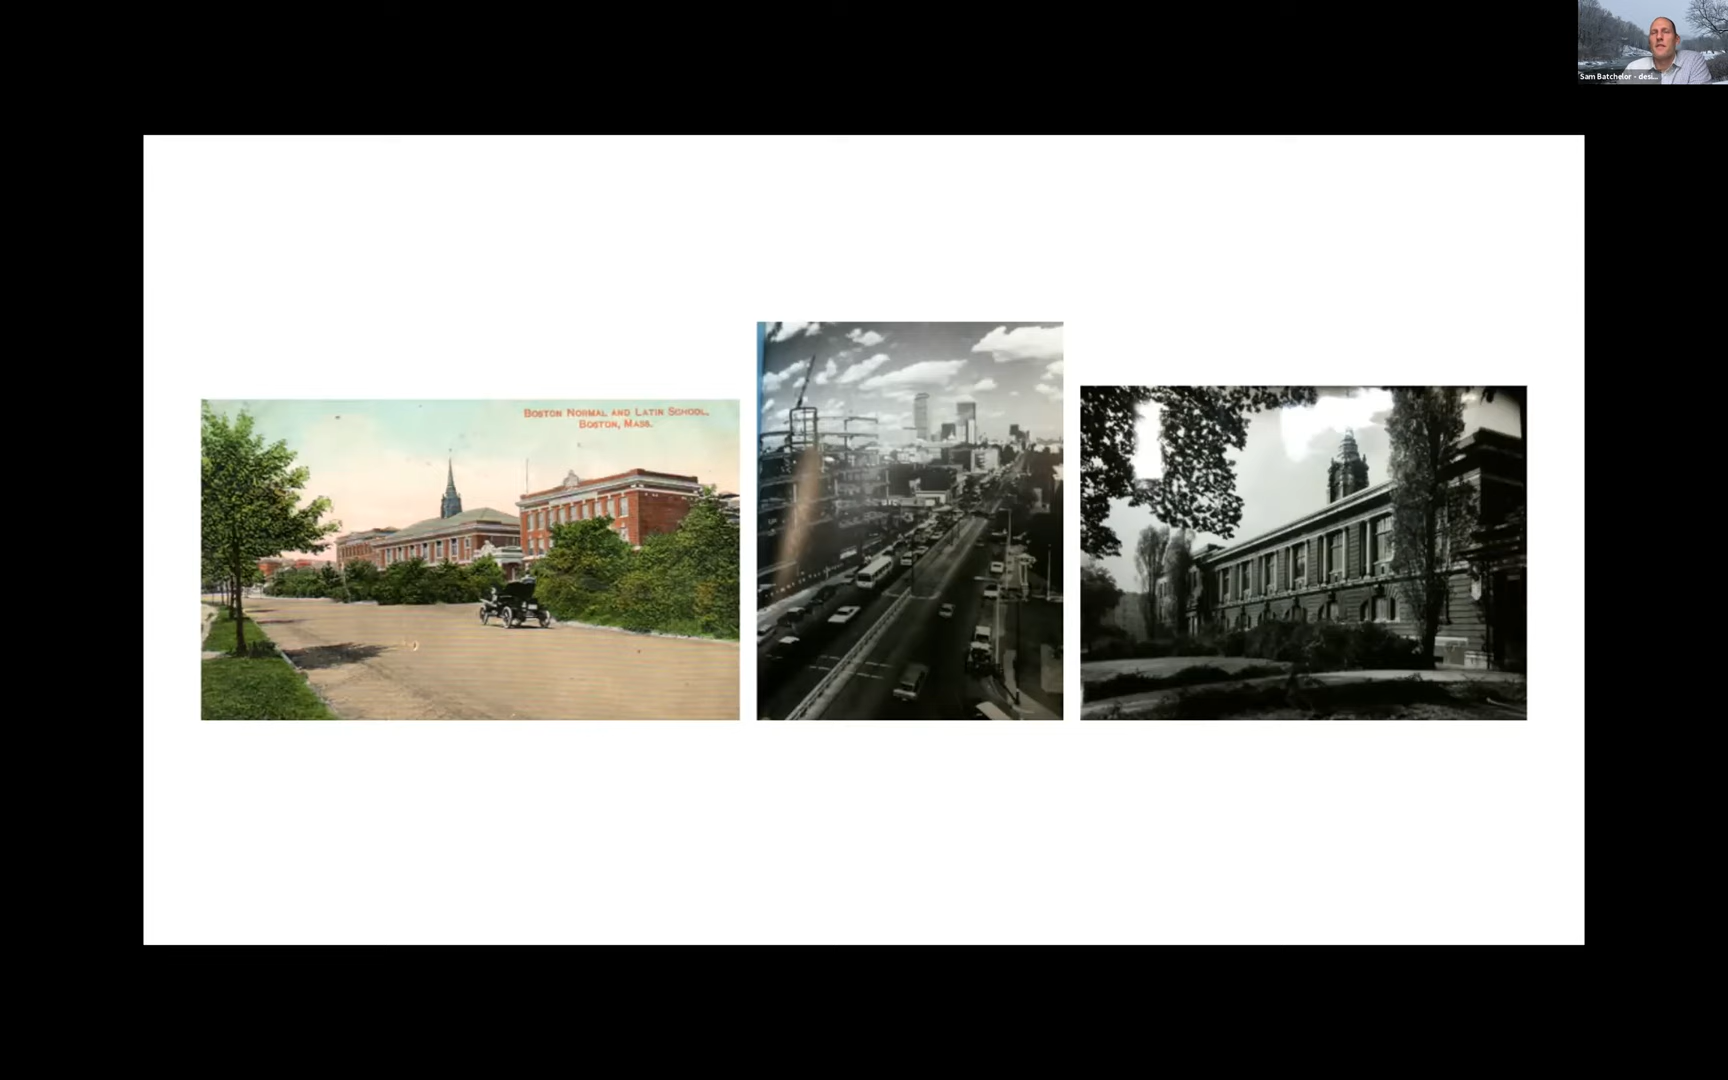 Sam Batchelor - desi...
BOSTON NORMAL AND LATIN SCHOOL,
BOSTON, MASS.